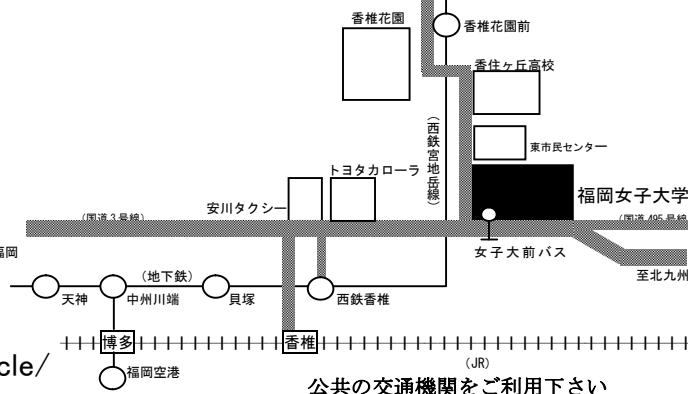 香椎花園
香椎花園前
香住ヶ丘高校
(西鉄宮地岳線)
東市民センター
トヨタカローラ
福岡女子大学
安川タクシー
(国道3号線)
(国道495号線
女子大前バス
福岡
至北九州
(地下鉄)
天神
中州川端
貝塚
西鉄香椎
博多
香椎
(JR)
cle/
福岡空港
公共の交通機関をご利用下さい